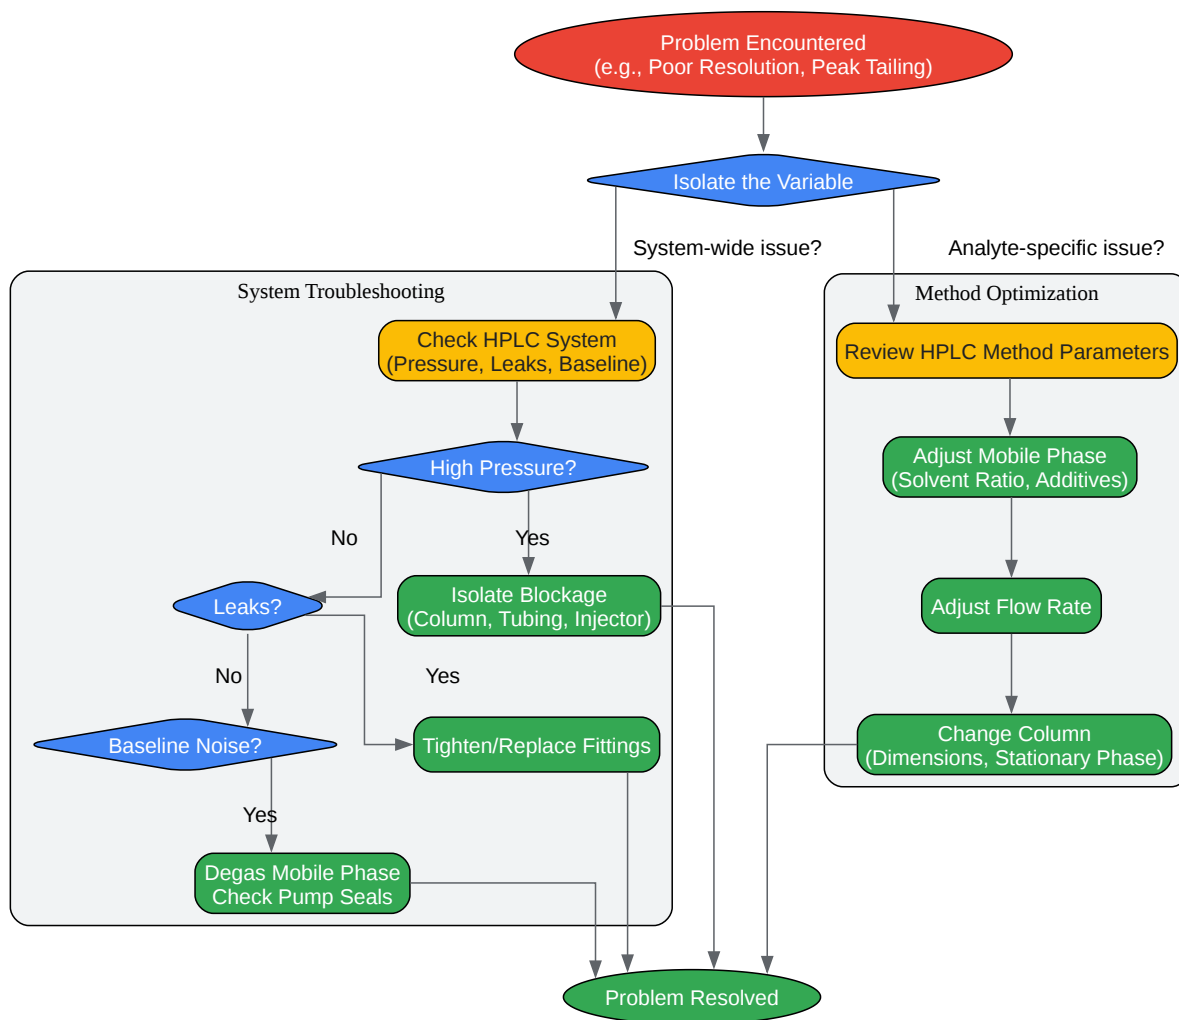 Problem Encountered
(e.g., Poor Resolution, Peak Tailing)
Isolate the Variable
System-wide issue?
Analyte-specific issue?
System Troubleshooting
Method Optimization
Check HPLC System
(Pressure, Leaks, Baseline)
Review HPLC Method Parameters
High Pressure?
Adjust Mobile Phase
(Solvent Ratio, Additives)
No
Yes
Leaks?
Isolate Blockage
(Column, Tubing, Injector)
Adjust Flow Rate
No
Yes
Baseline Noise?
Tighten/Replace Fittings
Change Column
(Dimensions, Stationary Phase)
Yes
Degas Mobile Phase
Check Pump Seals
Problem Resolved